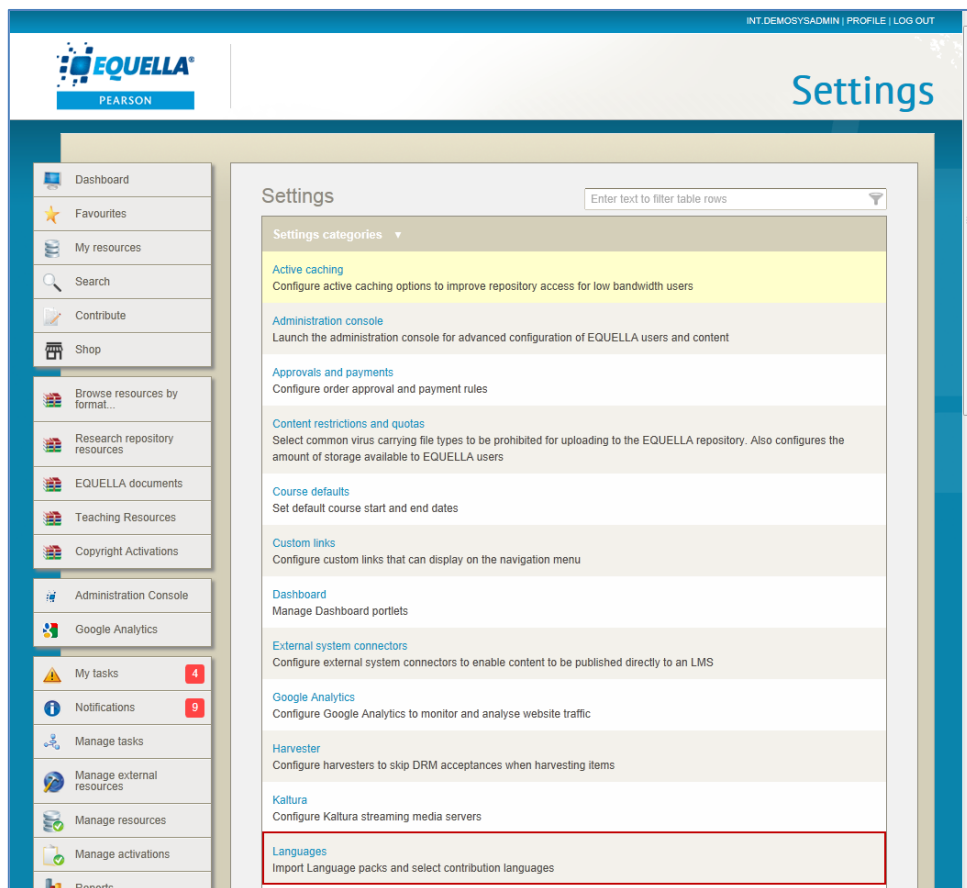 INT.DEMOSYSADMIN | PROFILE | LOG OUT
EQUELLA®
PEARSON
Settings
Dashboard
Favourites
My resources
Search
Contribute
Shop
Browse resources by
format...
Research repository
resources
EQUELLA documents
Teaching Resources
Copyright Activations
Administration Console
Google Analytics
My tasks 4
Notifications 9
Manage tasks
Manage external
resources
Manage resources
Manage activations
Reports
Settings
Enter text to filter table rows
Settings categories ▼
Active caching
Configure active caching options to improve repository access for low bandwidth users
Administration console
Launch the administration console for advanced configuration of EQUELLA users and content
Approvals and payments
Configure order approval and payment rules
Content restrictions and quotas
Select common virus carrying file types to be prohibited for uploading to the EQUELLA repository. Also configures the
amount of storage available to EQUELLA users
Course defaults
Set default course start and end dates
Custom links
Configure custom links that can display on the navigation menu
Dashboard
Manage Dashboard portlets
External system connectors
Configure external system connectors to enable content to be published directly to an LMS
Google Analytics
Configure Google Analytics to monitor and analyse website traffic
Harvester
Configure harvesters to skip DRM acceptances when harvesting items
Kaltura
Configure Kaltura streaming media servers
Languages
Import Language packs and select contribution languages